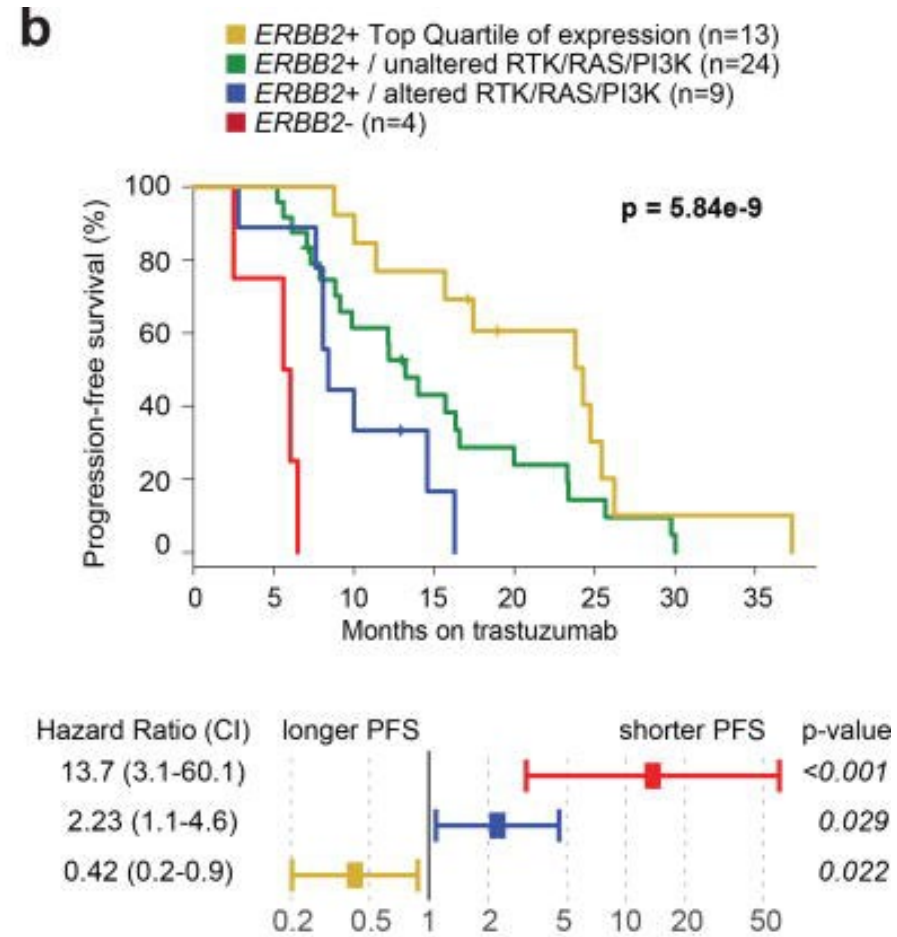 b
ERBB2+ Top Quartile of expression (n=13)
ERBB2+ / unaltered RTK/RAS/PI3K (n=24)
ERBB2+ / altered RTK/RAS/PI3K (n=9)
ERBB2- (n=4)
p = 5.84e-9
Progression-free survival (%)
100
80
60
40
20
0
0 5 10 15 20 25 30 35
Months on trastuzumab
Hazard Ratio (CI) longer PFS shorter PFS p-value
13.7 (3.1-60.1) <0.001
2.23 (1.1-4.6) 0.029
0.42 (0.2-0.9) 0.022
0.2 0.5 1 2 5 10 20 50